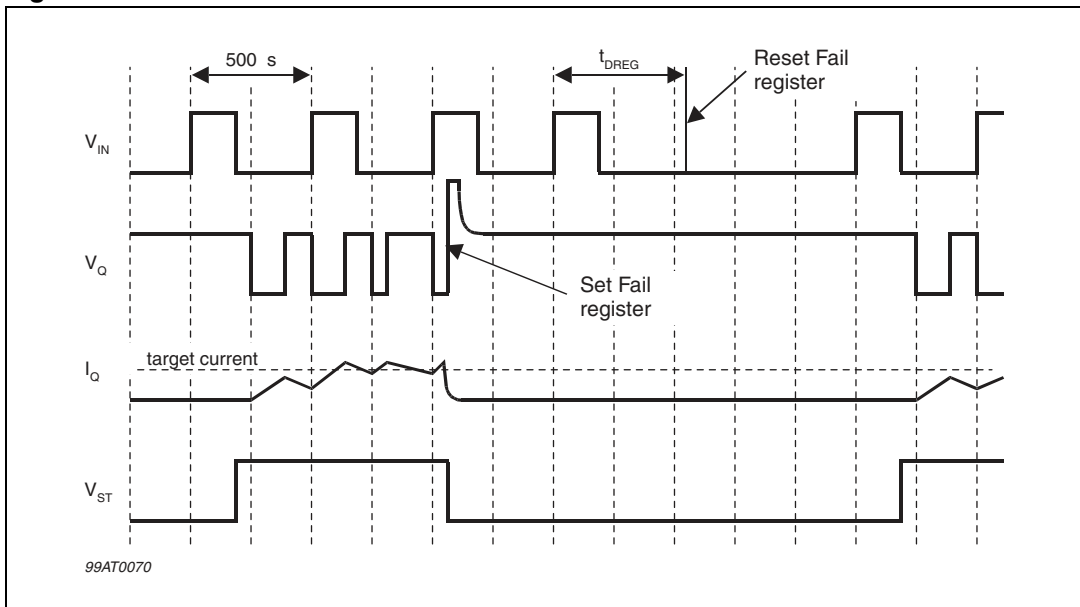 500 s
t_DREG
Reset Fail
register
V_IN
V_Q
Set Fail
register
target current
I_Q
V_ST
99AT0070